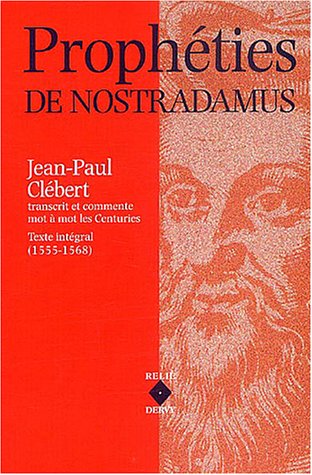 Prophéties
DE NOSTRADAMUS
Jean-Paul
Clébert
transcrit et commente
mot à mot les Centuries
Texte intégral
(1555-1568)
RELIÉ
DERVY